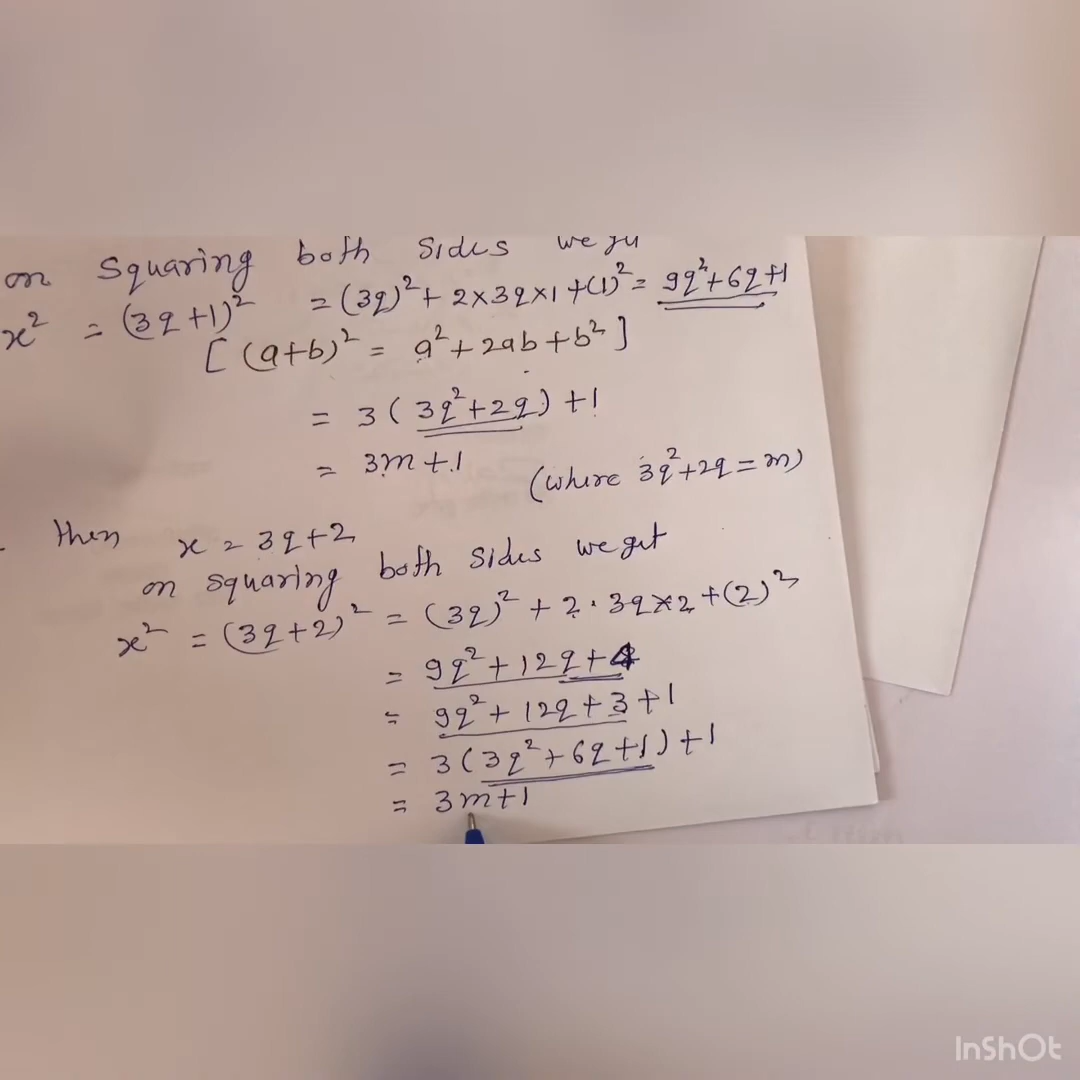 on squaring both sides we
x² = (3q+1)² = (3q)² + 2×3q×1 + (1)² = 9q²+6q+1
[(a+b)² = a²+2ab+b²]
= 3(3q²+2q)+1
= 3m+1
(where 3q²+2q=m)
then x = 3q+2
on squaring both sides we get
x² = (3q+2)² = (3q)² + 2·3q×2+(2)²
= 9q²+12q+4
= 9q²+12q+3+1
= 3(3q²+6q+1)+1
= 3m+1
InShOt